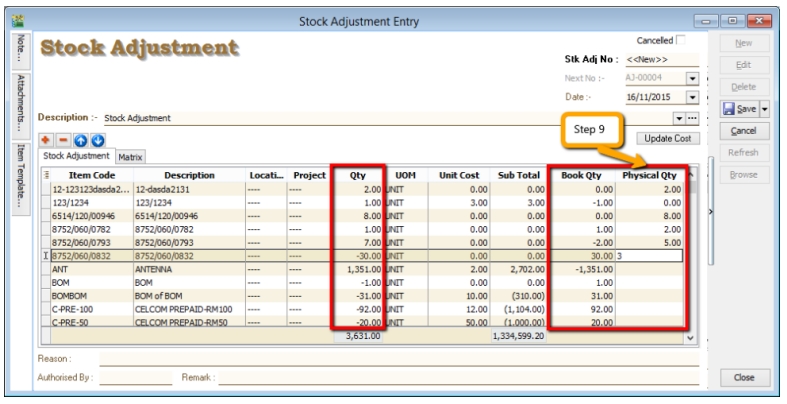 Stock Adjustment Entry
Note...
Attachments...
Item Template...
Stock Adjustment
Cancelled
Stk Adj No : <<New>>
Next No :- AJ-00004
Date :- 16/11/2015
Description :- Stock Adjustment
Step 9
Update Cost
Stock Adjustment Matrix
Item Code Description Locati... Project Qty UOM Unit Cost Sub Total Book Qty Physical Qty
12-123123dasda2... 12-dasda2131 ---- ---- 2.00 UNIT 0.00 0.00 0.00 2.00
123/1234 123/1234 ---- ---- 1.00 UNIT 3.00 3.00 -1.00 0.00
6514/120/00946 6514/120/00946 ---- ---- 8.00 UNIT 0.00 0.00 0.00 8.00
8752/060/0782 8752/060/0782 ---- ---- 1.00 UNIT 0.00 0.00 1.00 2.00
8752/060/0793 8752/060/0793 ---- ---- 7.00 UNIT 0.00 0.00 -2.00 5.00
8752/060/0832 8752/060/0832 ---- ---- -30.00 UNIT 0.00 0.00 30.00 3
ANT ANTENNA ---- ---- 1,351.00 UNIT 2.00 2,702.00 -1,351.00
BOM BOM ---- ---- -1.00 UNIT 0.00 0.00 1.00
BOMBOM BOM of BOM ---- ---- -31.00 UNIT 10.00 (310.00) 31.00
C-PRE-100 CELCOM PREPAID-RM100 ---- ---- -92.00 UNIT 12.00 (1,104.00) 92.00
C-PRE-50 CELCOM PREPAID-RM50 ---- ---- -20.00 UNIT 50.00 (1,000.00) 20.00
3,631.00 1,334,599.20
Reason :
Authorised By : Remark :
New
Edit
Delete
Save
Cancel
Refresh
Browse
Close